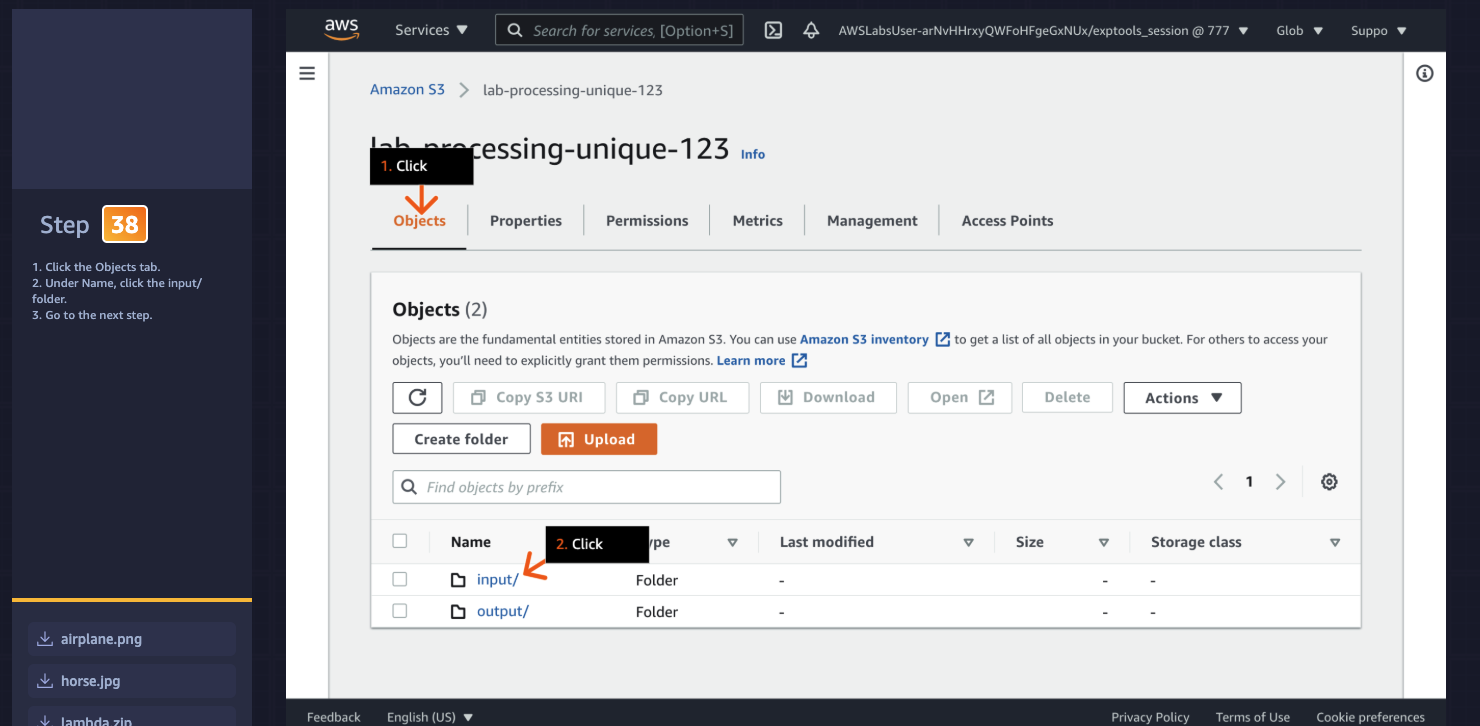 Step 38
1. Click the Objects tab.
2. Under Name, click the input/
folder.
3. Go to the next step.
airplane.png
horse.jpg
lambda.zip
aws
Services
Search for services, [Option+S]
AWSLabsUser-arNvHHrxyQWFoHFgeGxNUx/exptools_session @ 777
Glob
Suppo
Amazon S3
lab-processing-unique-123
lab-processing-unique-123 Info
1. Click
Objects
Properties
Permissions
Metrics
Management
Access Points
Objects (2)
Objects are the fundamental entities stored in Amazon S3. You can use Amazon S3 inventory to get a list of all objects in your bucket. For others to access your
objects, you'll need to explicitly grant them permissions. Learn more
Copy S3 URI
Copy URL
Download
Open
Delete
Actions
Create folder
Upload
Find objects by prefix
1
Name
2. Click
ype
Last modified
Size
Storage class
input/
Folder
-
-
-
output/
Folder
-
-
-
Feedback
English (US)
Privacy Policy
Terms of Use
Cookie preferences